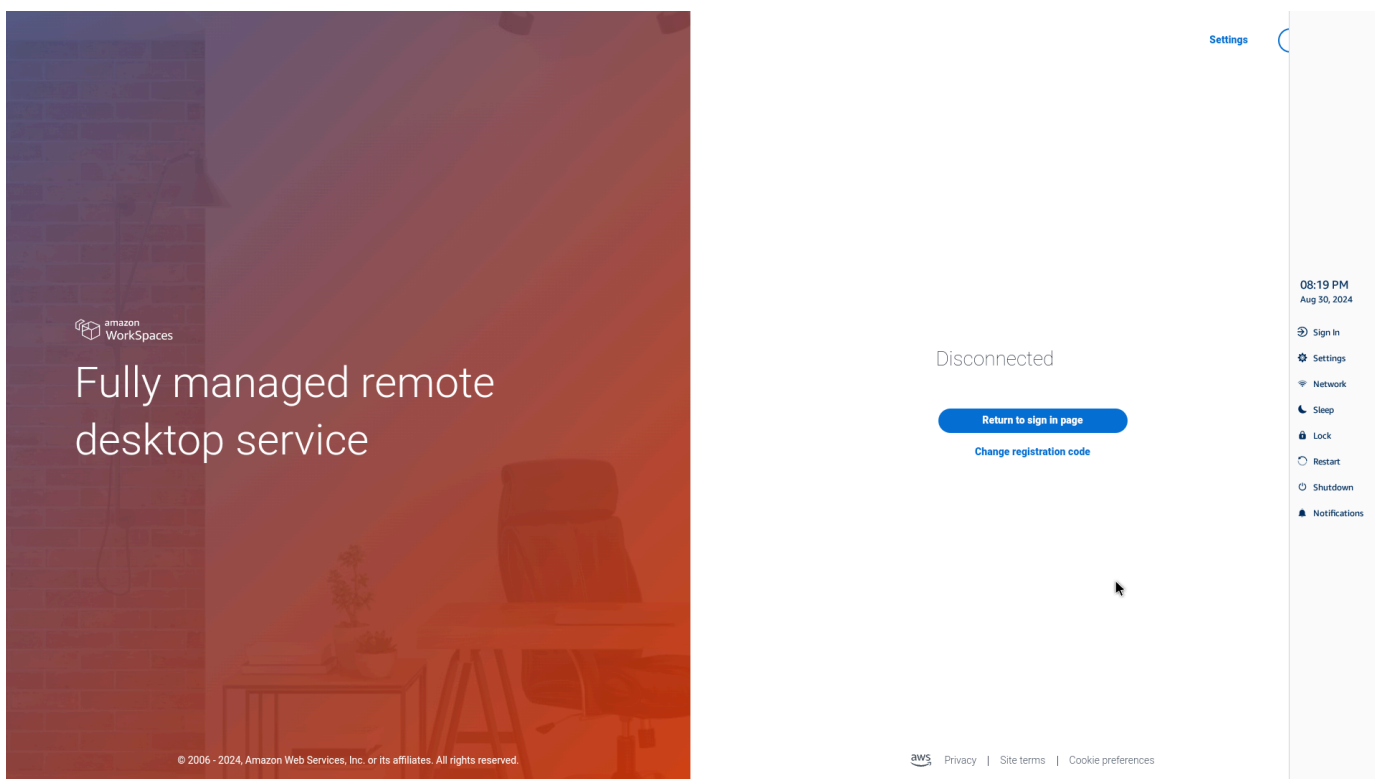 amazon
WorkSpaces
Fully managed remote
desktop service
© 2006 - 2024, Amazon Web Services, Inc. or its affiliates. All rights reserved.
Settings
Disconnected
Return to sign in page
Change registration code
aws Privacy | Site terms | Cookie preferences
08:19 PM
Aug 30, 2024
Sign In
Settings
Network
Sleep
Lock
Restart
Shutdown
Notifications